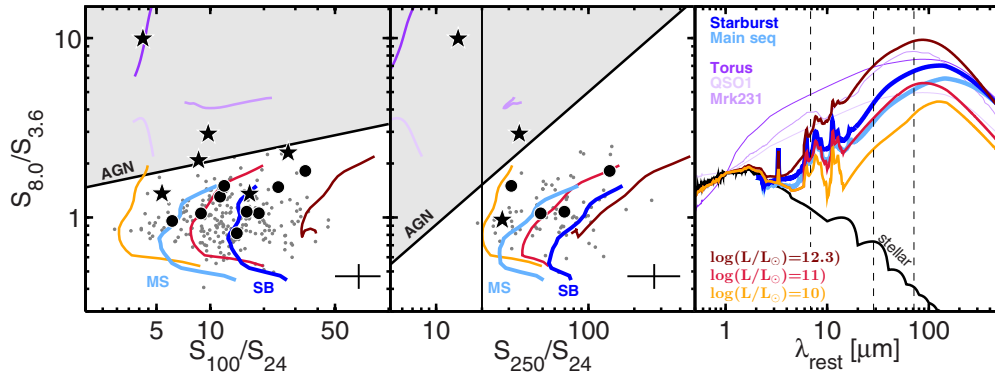 S8.0/S3.6
10
1
AGN
MS
SB
5
10
50
S100/S24
AGN
MS
SB
10
100
S250/S24
Starburst
Main seq
Torus
QSO1
Mrk231
stellar
log(L/L⊙)=12.3)
log(L/L⊙)=11)
log(L/L⊙)=10)
1
10
100
λrest [μm]